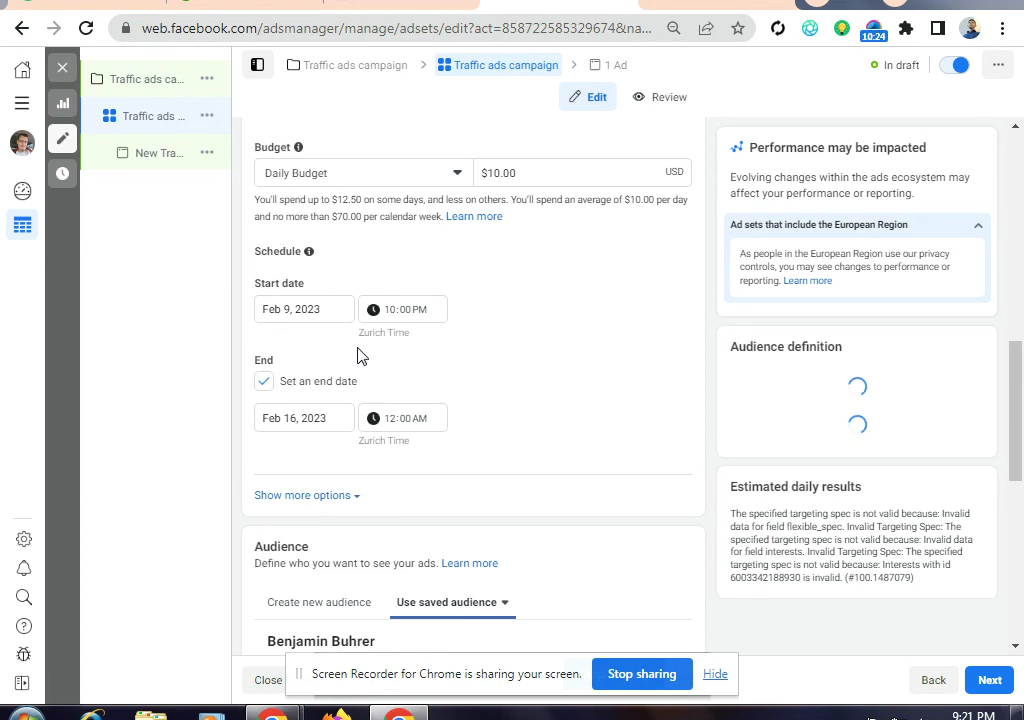 web.facebook.com/adsmanager/manage/adsets/edit?act=858722585329674&na...
10:24
Traffic ads ca...
Traffic ads ...
New Tra...
Traffic ads campaign
Traffic ads campaign
1 Ad
In draft
Edit
Review
Budget
Daily Budget
$10.00
USD
You'll spend up to $12.50 on some days, and less on others. You'll spend an average of $10.00 per day
and no more than $70.00 per calendar week. Learn more
Schedule
Start date
Feb 9, 2023
10:00 PM
Zurich Time
End
Set an end date
Feb 16, 2023
12:00 AM
Zurich Time
Show more options
Audience
Define who you want to see your ads. Learn more
Create new audience
Use saved audience
Benjamin Buhrer
Performance may be impacted
Evolving changes within the ads ecosystem may
affect your performance or reporting.
Ad sets that include the European Region
As people in the European Region use our privacy
controls, you may see changes to performance or
reporting. Learn more
Audience definition
Estimated daily results
The specified targeting spec is not valid because: Invalid
data for field flexible_spec. Invalid Targeting Spec: The
specified targeting spec is not valid because: Invalid data
for field interests. Invalid Targeting Spec: The specified
targeting spec is not valid because: Interests with id
6003342188930 is invalid. (#100.1487079)
Close
Screen Recorder for Chrome is sharing your screen.
Stop sharing
Hide
Back
Next
9:21 PM